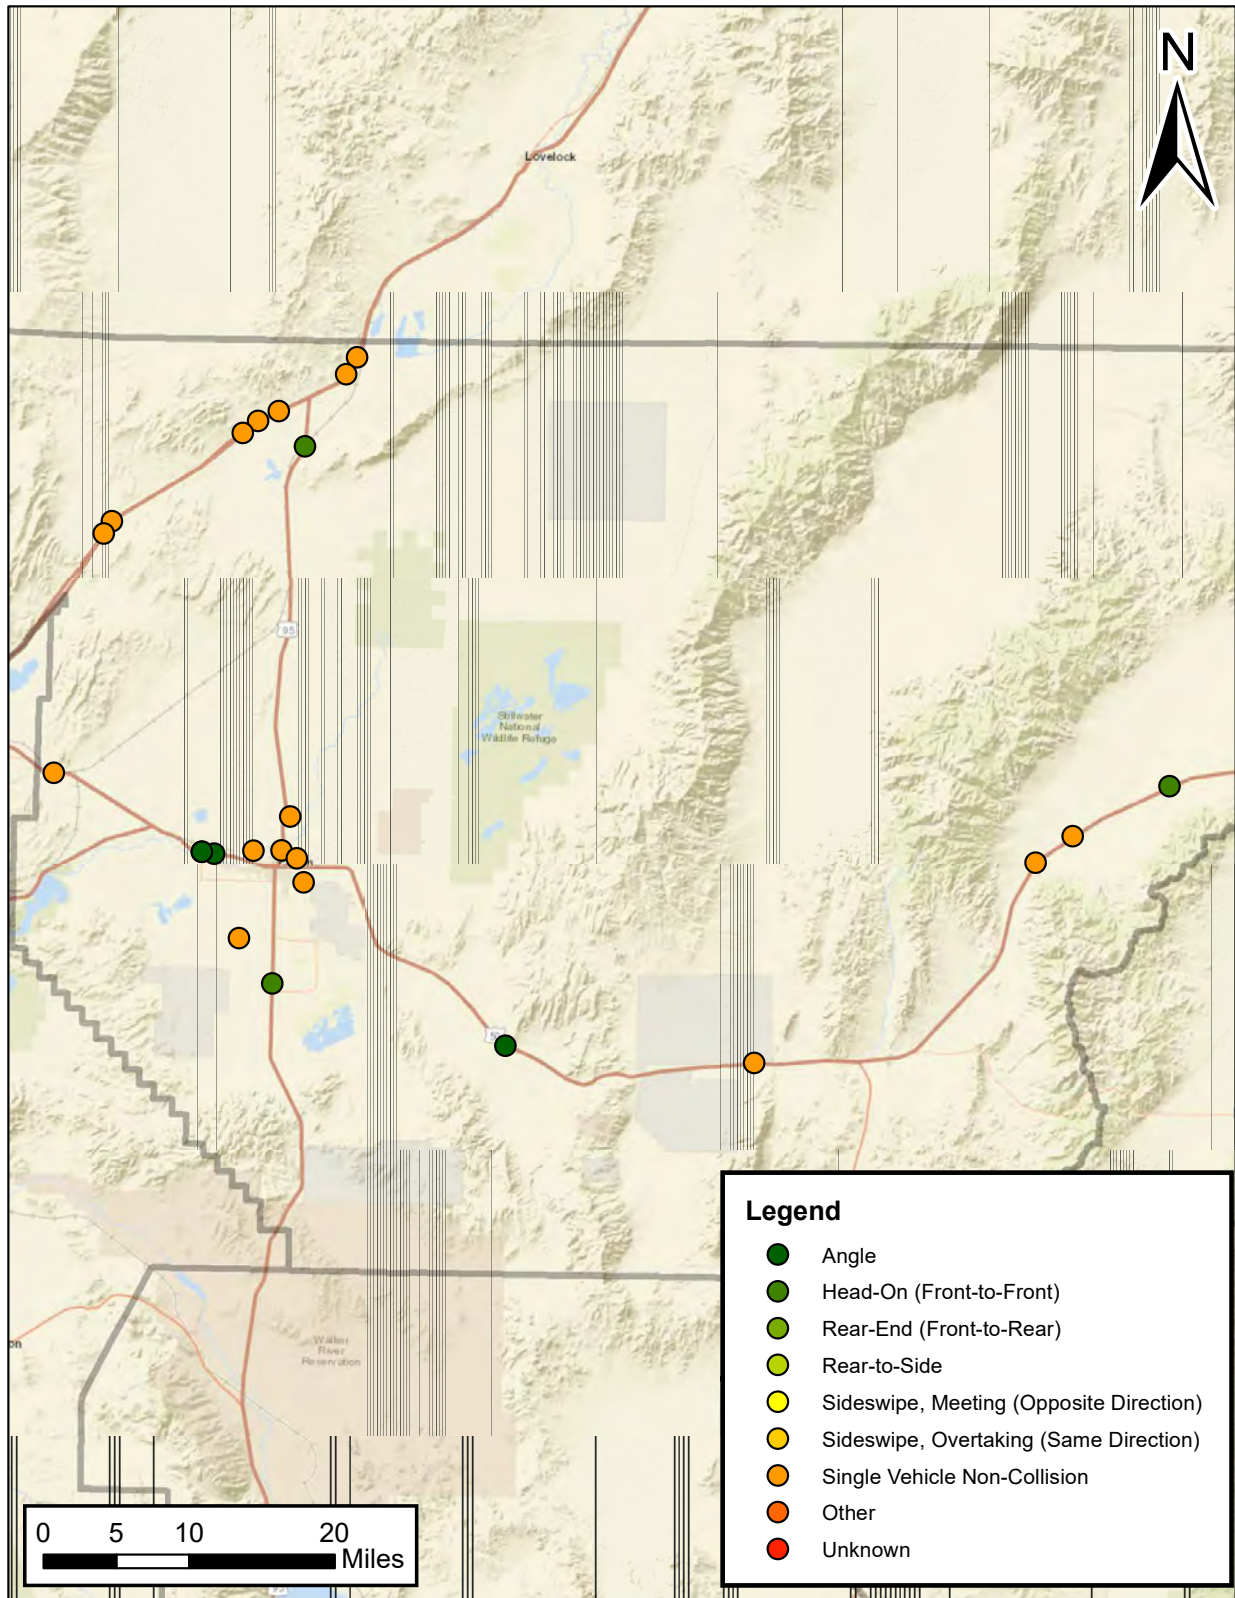 N
Lovelock
95
Stillwater
National
Wildlife Refuge
50
Walker
River
Reservation
on
Legend
Angle
Head-On (Front-to-Front)
Rear-End (Front-to-Rear)
Rear-to-Side
Sideswipe, Meeting (Opposite Direction)
Sideswipe, Overtaking (Same Direction)
Single Vehicle Non-Collision
Other
Unknown
0 5 10 20
Miles
95